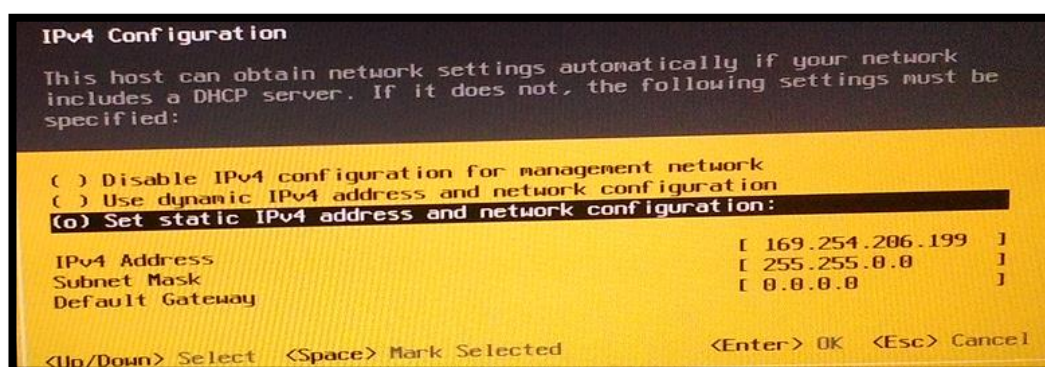 IPv4 Configuration
This host can obtain network settings automatically if your network
includes a DHCP server. If it does not, the following settings must be
specified:
( ) Disable IPv4 configuration for management network
( ) Use dynamic IPv4 address and network configuration
(o) Set static IPv4 address and network configuration:
IPv4 Address [ 169.254.206.199 ]
Subnet Mask [ 255.255.0.0 ]
Default Gateway [ 0.0.0.0 ]
<Up/Down> Select <Space> Mark Selected <Enter> OK <Esc> Cancel